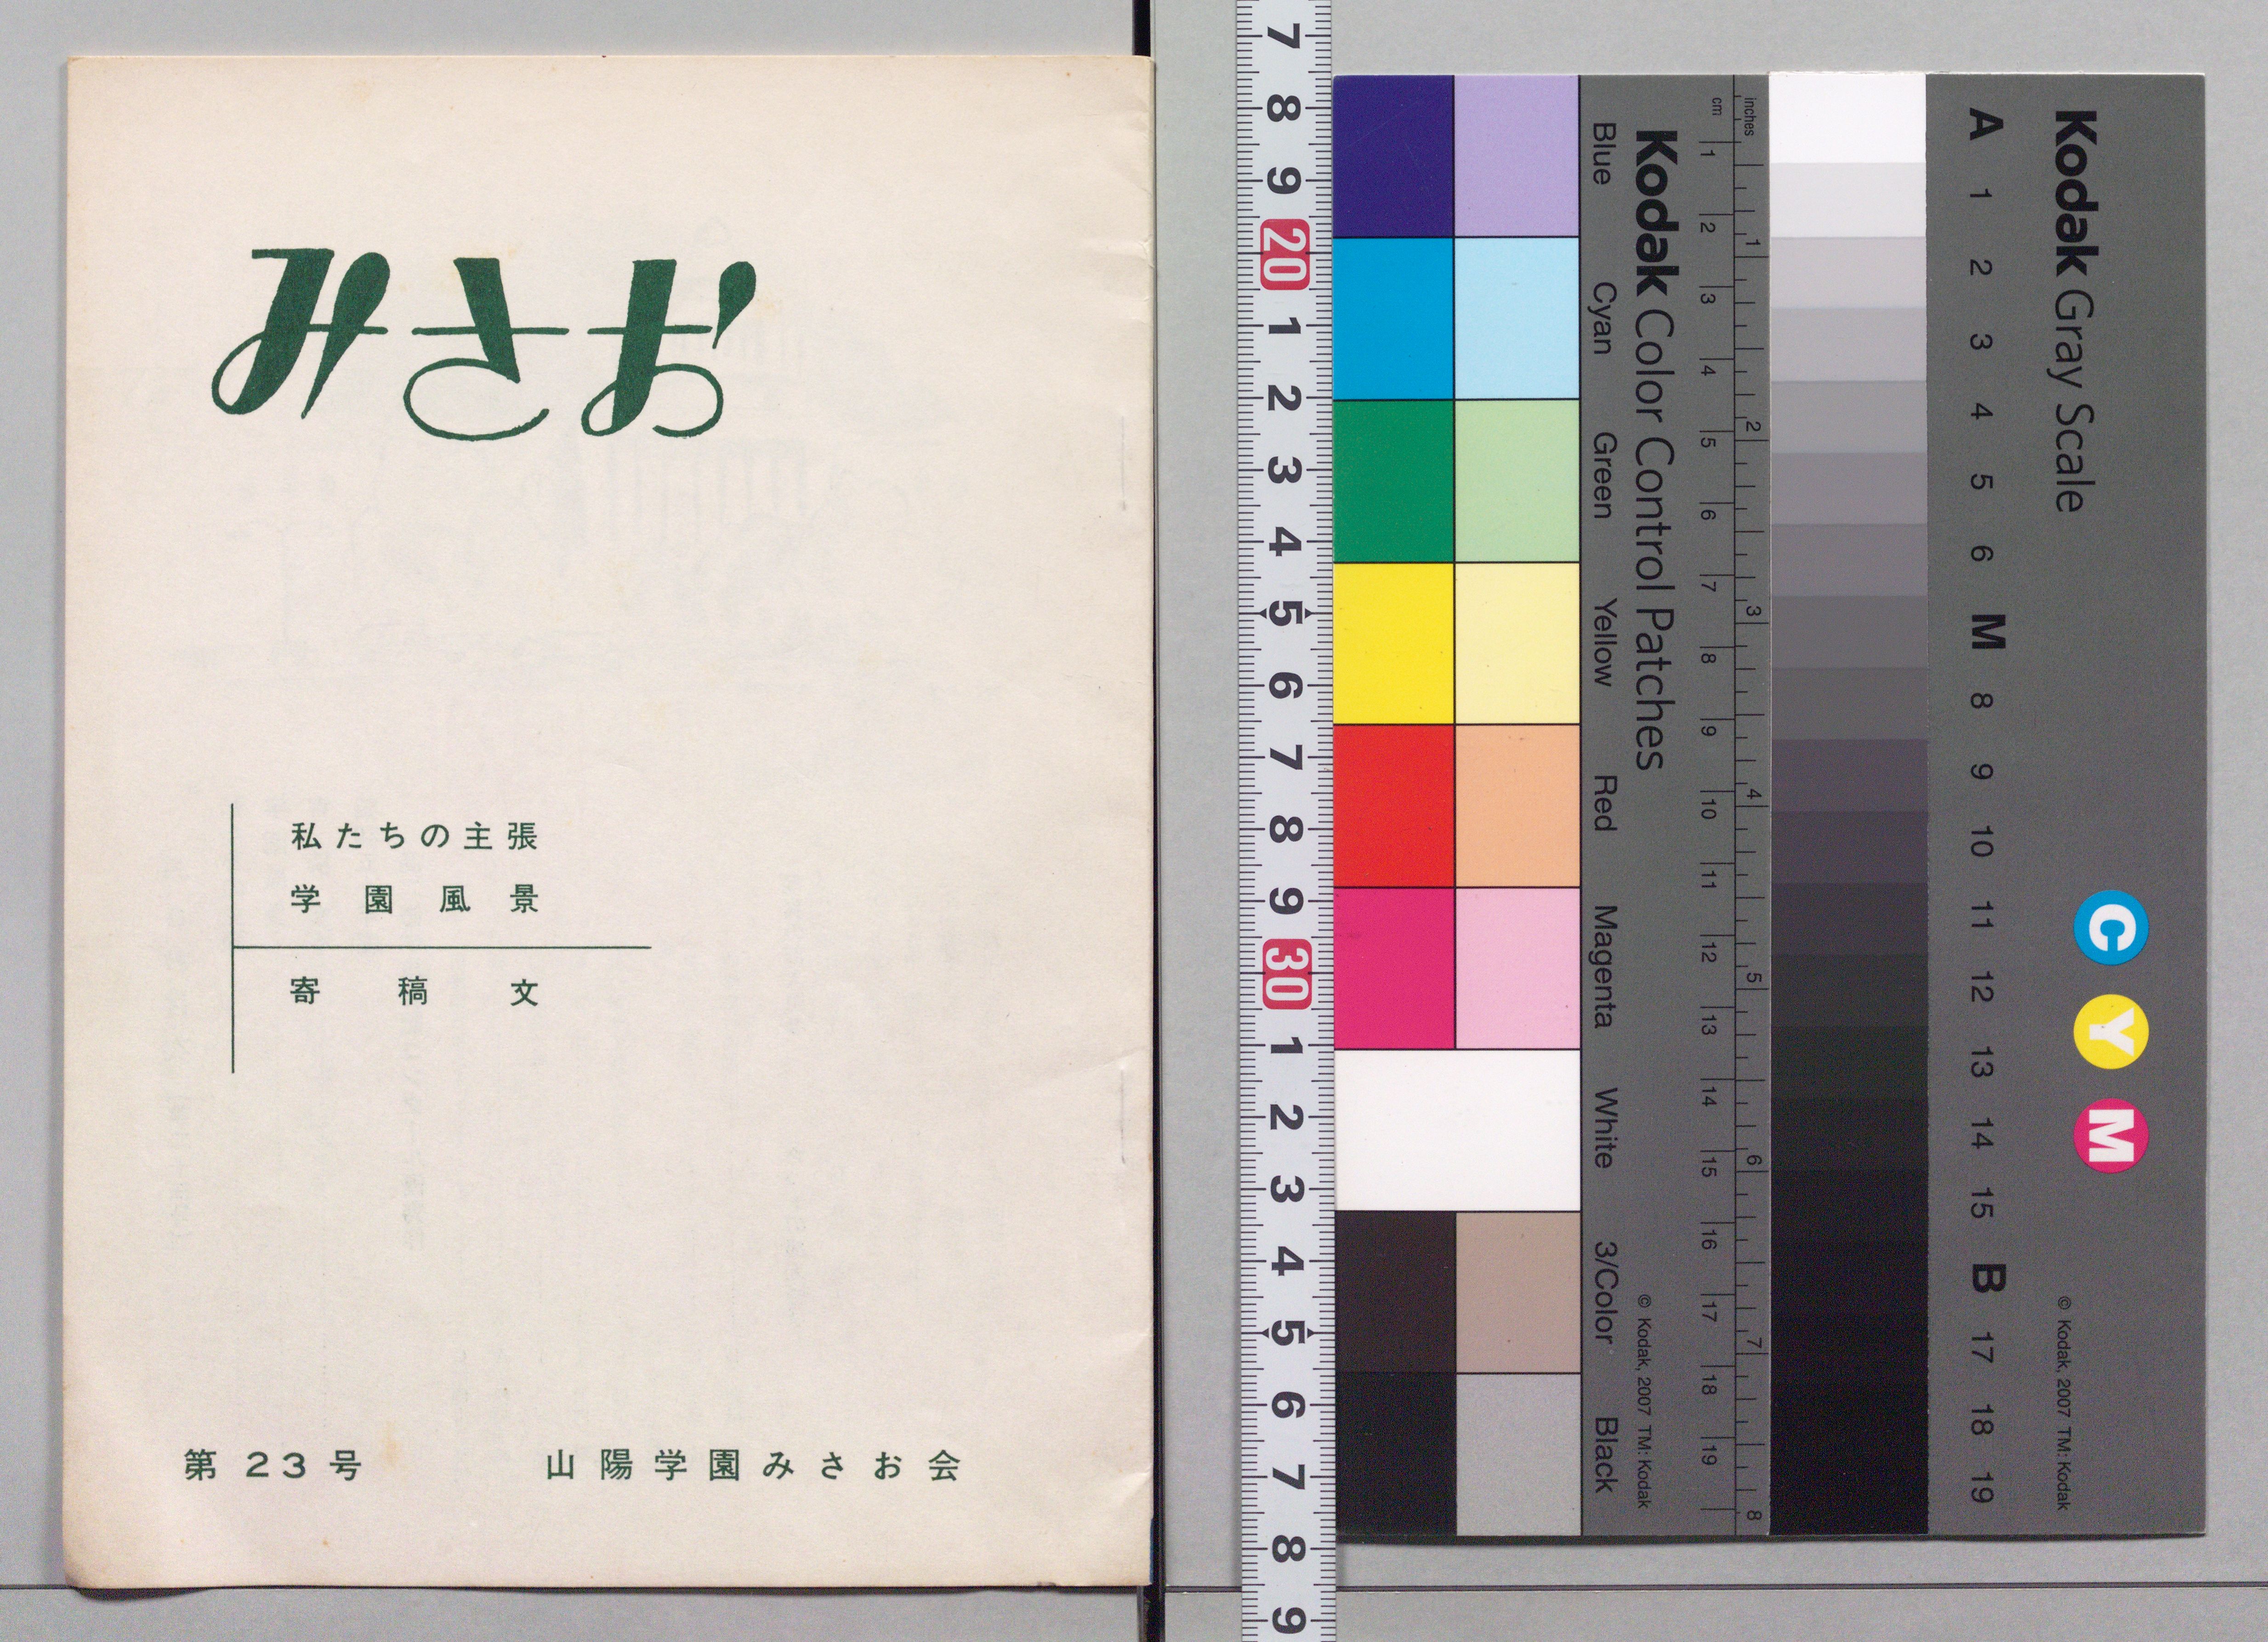 みさお
私たちの主張
学園風景
寄稿文
第23号 山陽学園みさお会
7 8 9 20 1 2 3 4 5 6 7 8 9 30 1 2 3 4 5 6 7 8 9
Blue Cyan Green Yellow Red Magenta White 3/Color Black
Kodak Color Control Patches © Kodak, 2007 TM: Kodak
cm 1 2 3 4 5 6 7 8 9 10 11 12 13 14 15 16 17 18 19
inches 1 2 3 4 5 6 7 8
A 1 2 3 4 5 6 M 8 9 10 11 12 13 14 15 B 17 18 19
Kodak Gray Scale C Y M © Kodak, 2007 TM: Kodak